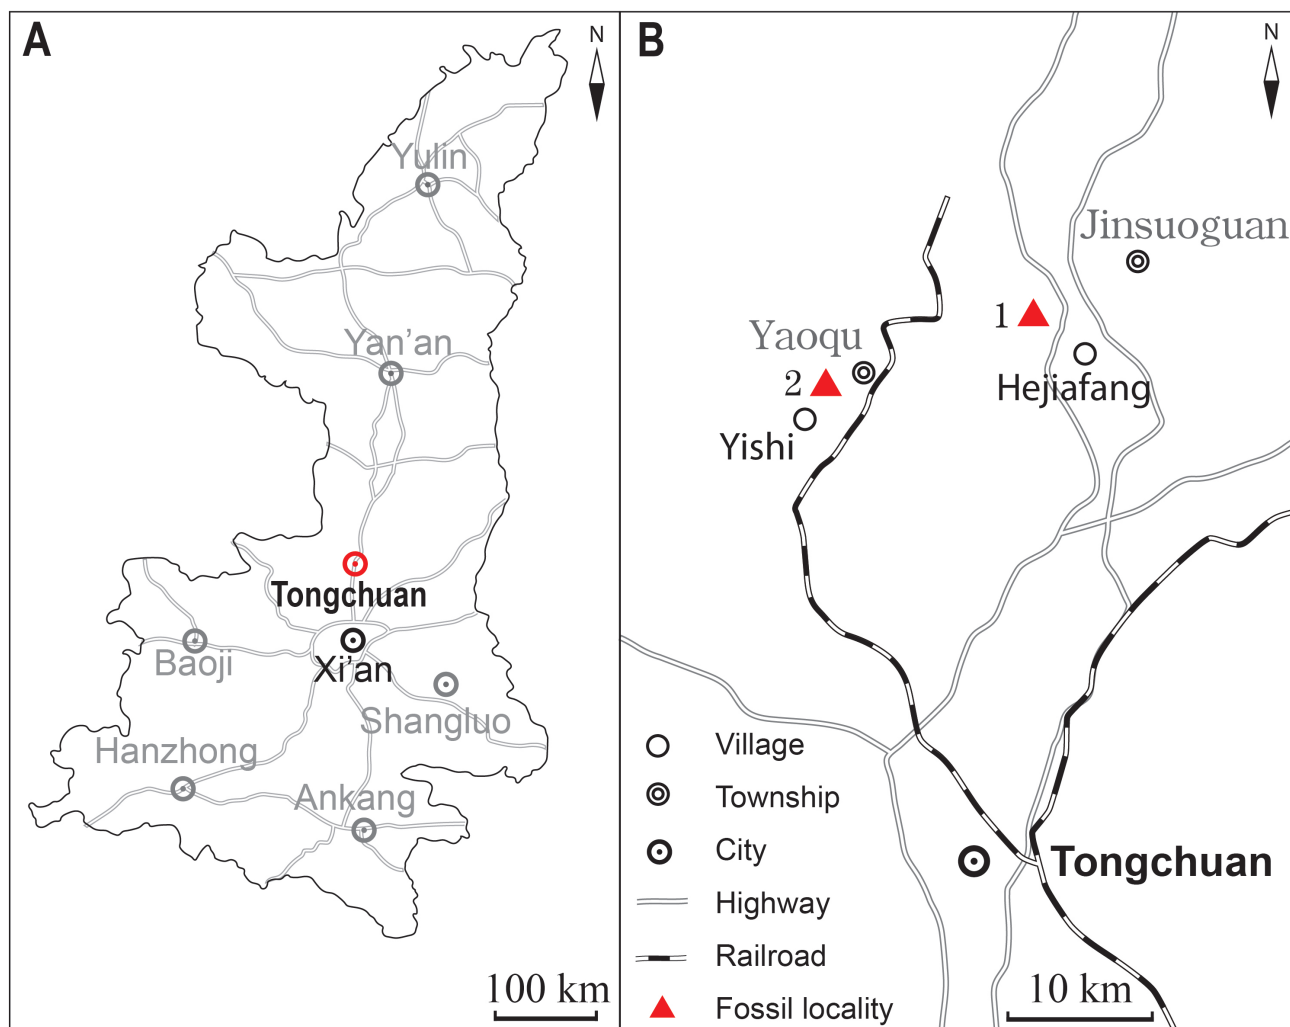 A
N
Yulin
Yan’an
Tongchuan
Xi’an
Baoji
Shangluo
Hanzhong
Ankang
100 km
B
N
Jinsuoguan
1
Yaoqu
2
Hejiafang
Yishi
Village
Township
City
Tongchuan
Highway
Railroad
10 km
Fossil locality